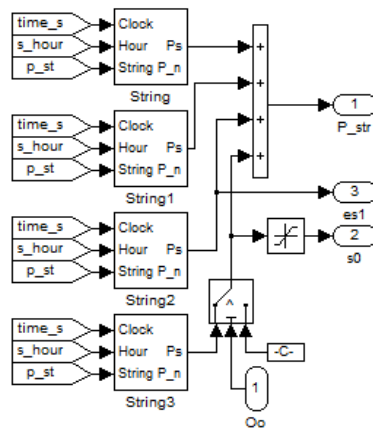 time_s
s_hour
p_st
Clock
Hour Ps
String P_n
String
+
+
+
+
1
P_str
time_s
s_hour
p_st
Clock
Hour Ps
String P_n
String1
time_s
s_hour
p_st
Clock
Hour Ps
String P_n
String2
3
es1
2
s0
time_s
s_hour
p_st
Clock
Hour Ps
String P_n
String3
-C-
1
Oo